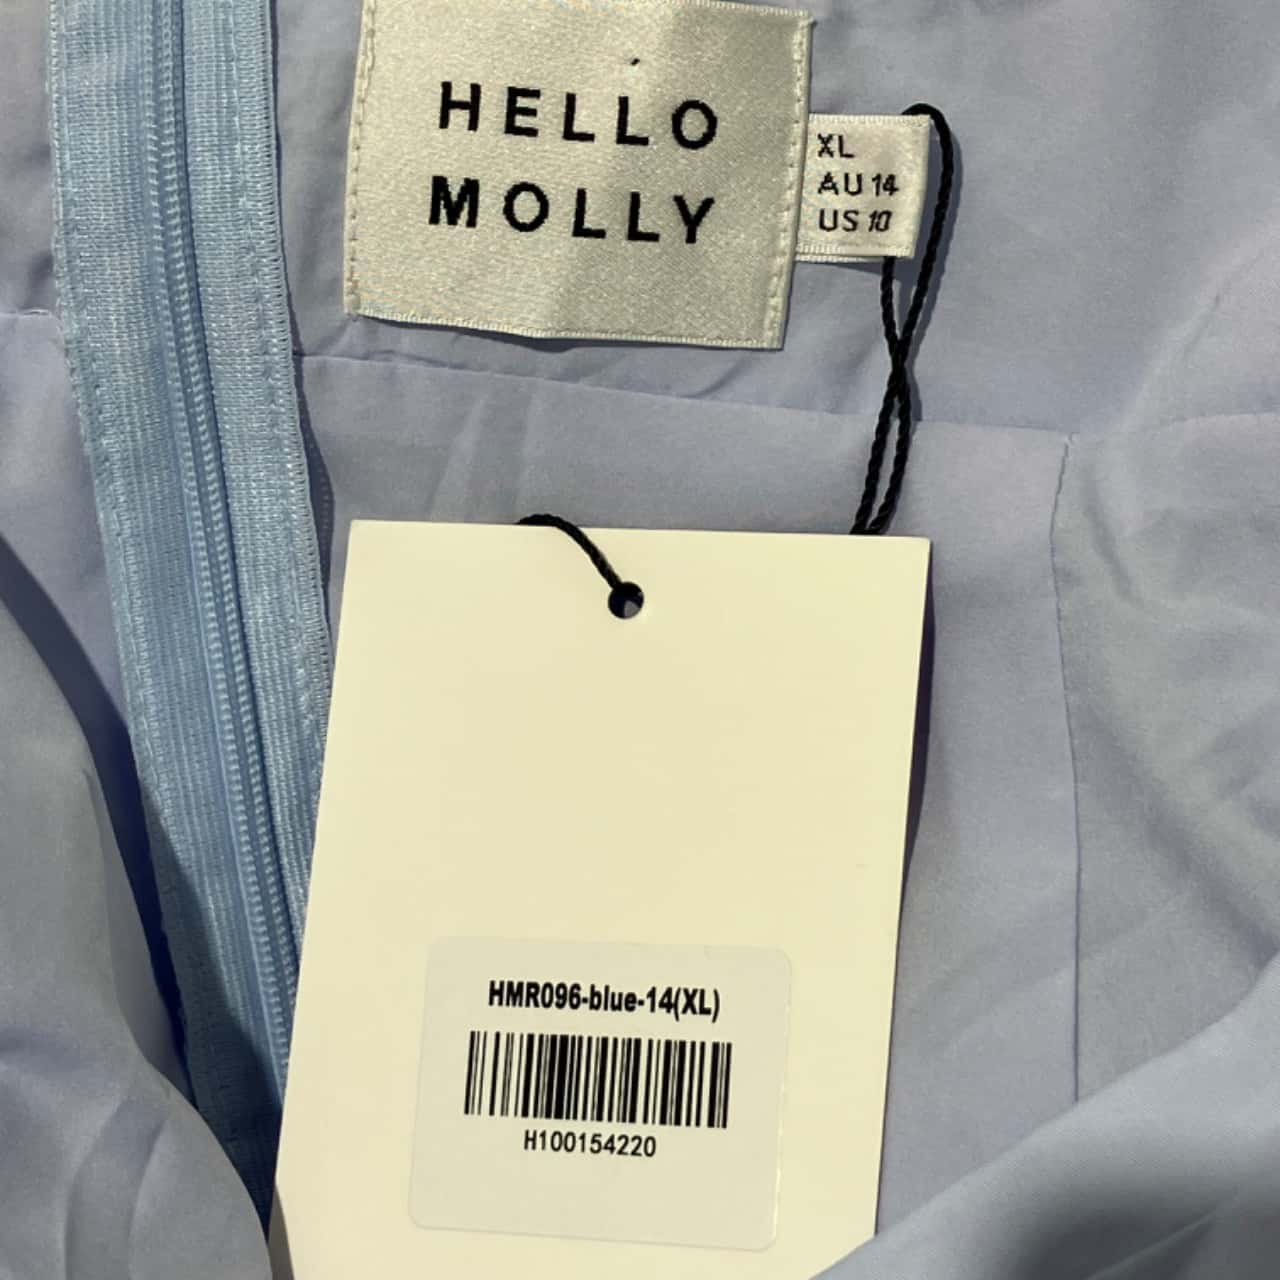 HELLO
MOLLY
XL
AU 14
US 10
HMR096-blue-14(XL)
H100154220